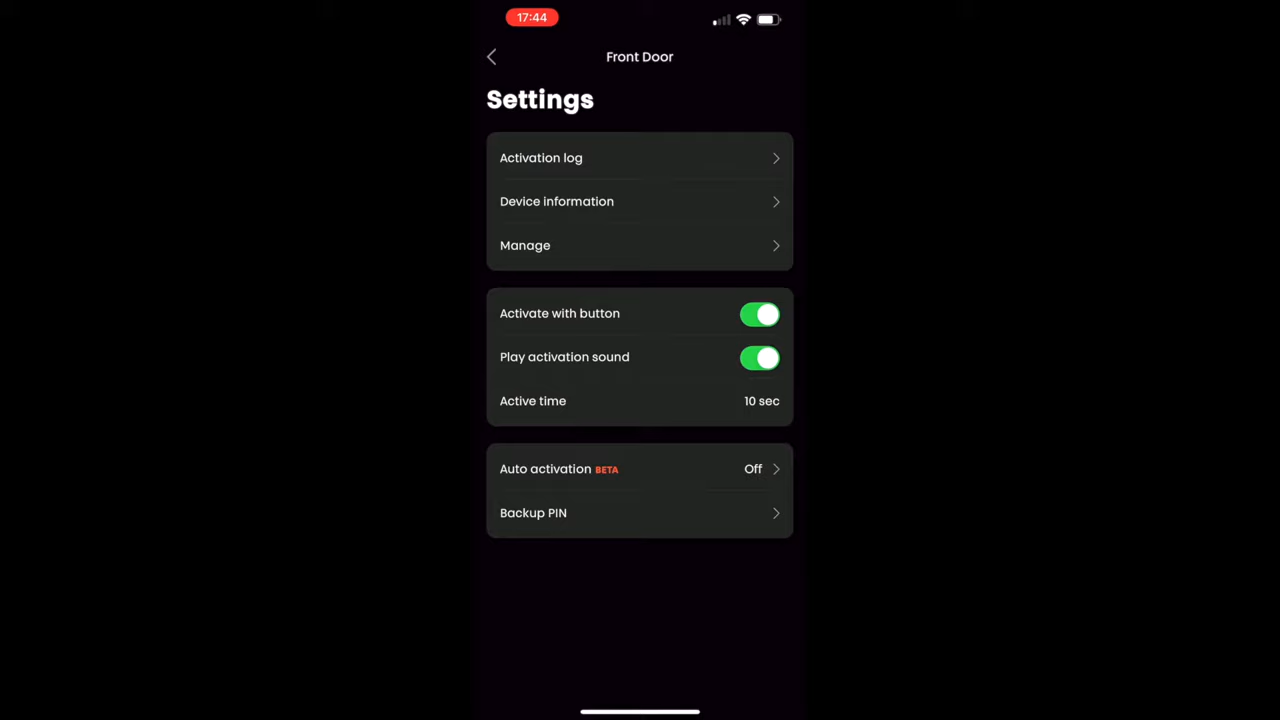 17:44
Front Door
Settings
Activation log
Device information
Manage
Activate with button
Play activation sound
Active time 10 sec
Auto activation BETA Off
Backup PIN